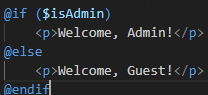 @if ($isAdmin)
    <p>Welcome, Admin!</p>
@else
    <p>Welcome, Guest!</p>
@endif